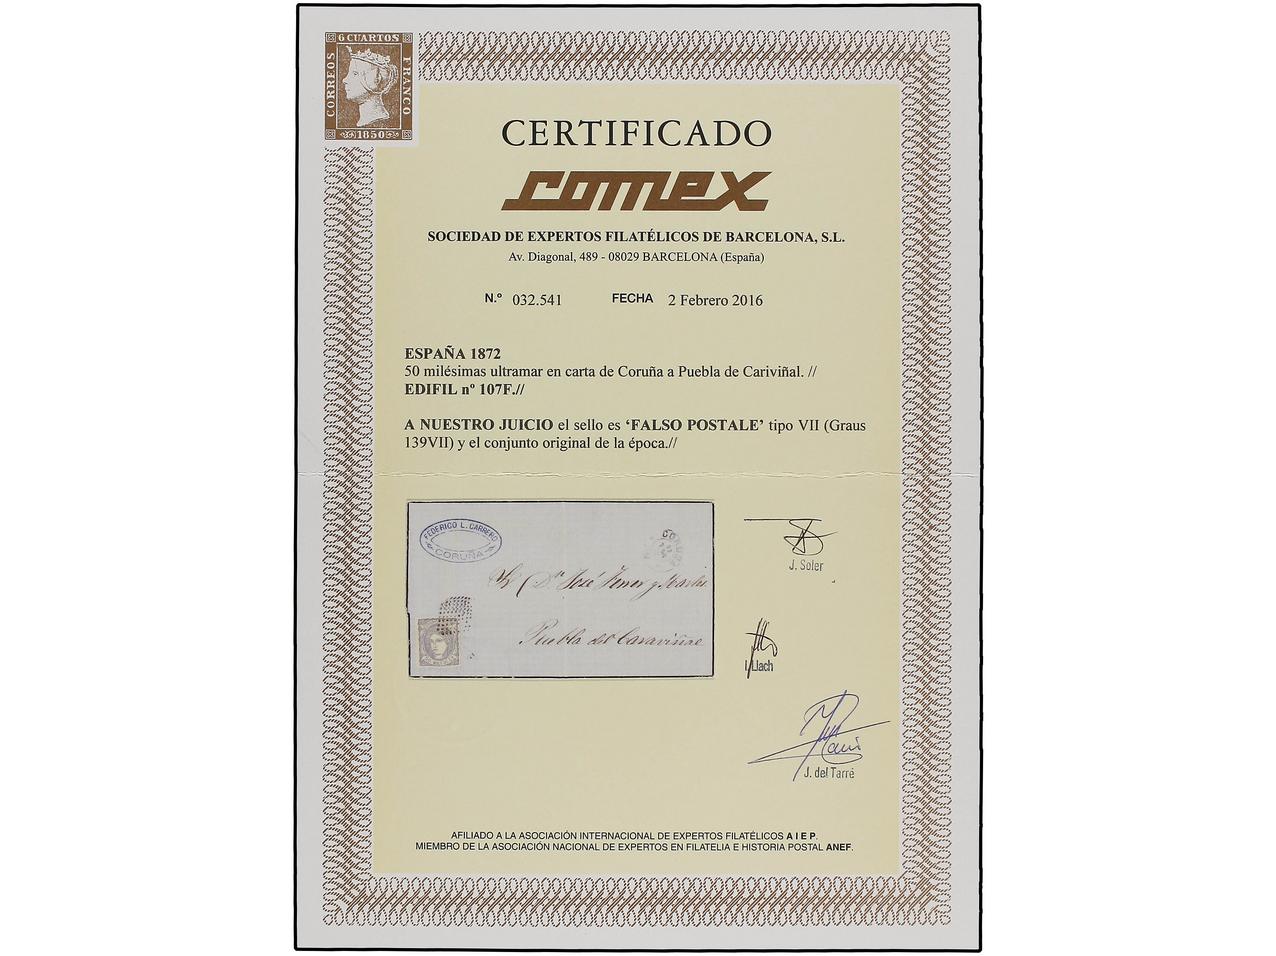 6 CUARTOS
CORREOS
FRANCO
1850
CERTIFICADO
comex
SOCIEDAD DE EXPERTOS FILATÉLICOS DE BARCELONA, S.L.
Av. Diagonal, 489 - 08029 BARCELONA (España)
N.º 032.541 FECHA 2 Febrero 2016
ESPAÑA 1872
50 milésimas ultramar en carta de Coruña a Puebla de Cariviñal. //
EDIFIL nº 107F.//
A NUESTRO JUICIO el sello es ‘FALSO POSTALE’ tipo VII (Graus
139VII) y el conjunto original de la época.//
FEDERICO L. CARRERO
CORUÑA
José
Puebla del Caraviñal
J. Soler
I. Llach
J. del Tarré
AFILIADO A LA ASOCIACIÓN INTERNACIONAL DE EXPERTOS FILATÉLICOS A I E P.
MIEMBRO DE LA ASOCIACIÓN NACIONAL DE EXPERTOS EN FILATELIA E HISTORIA POSTAL ANEF.